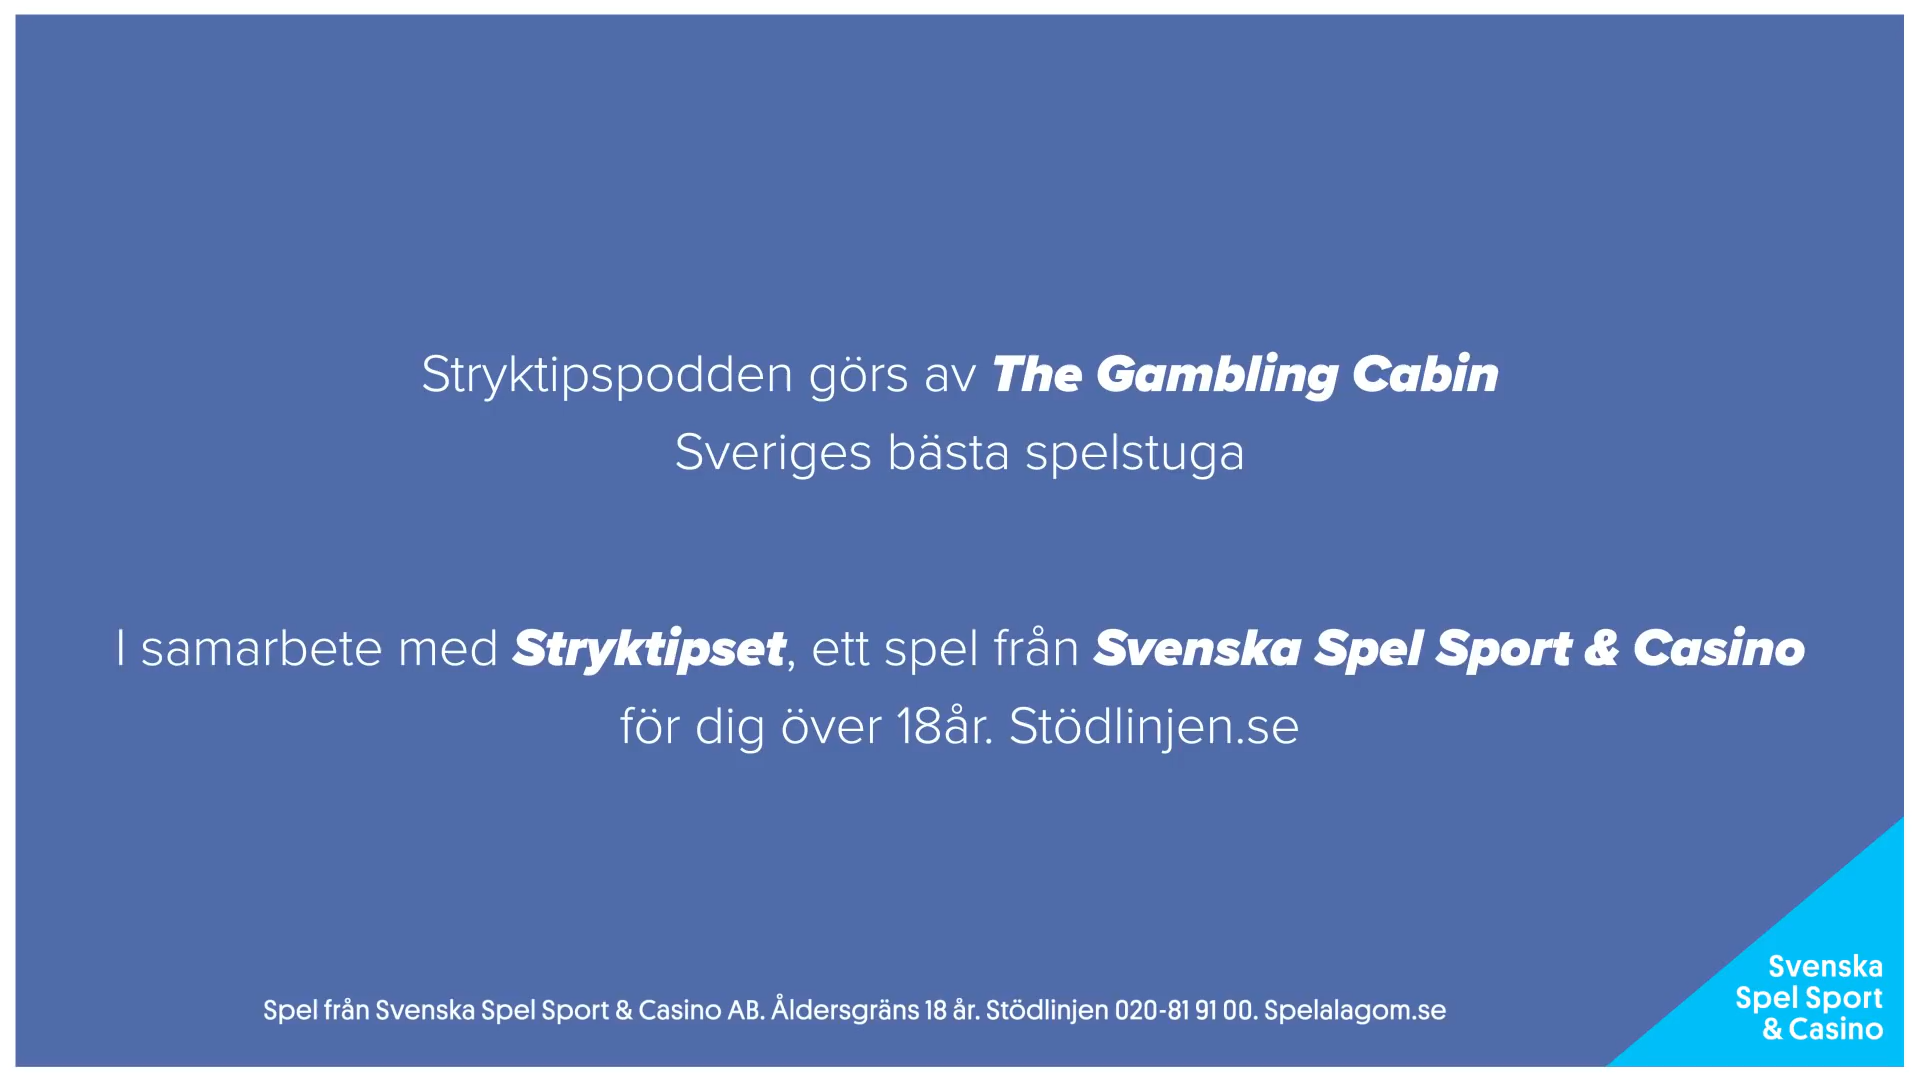 Stryktipspodden görs av The Gambling Cabin
Sveriges bästa spelstuga
I samarbete med Stryktipset, ett spel från Svenska Spel Sport & Casino
för dig över 18år. Stödlinjen.se
Spel från Svenska Spel Sport & Casino AB. Åldersgräns 18 år. Stödlinjen 020-81 91 00. Spelalagom.se
Svenska
Spel Sport
& Casino